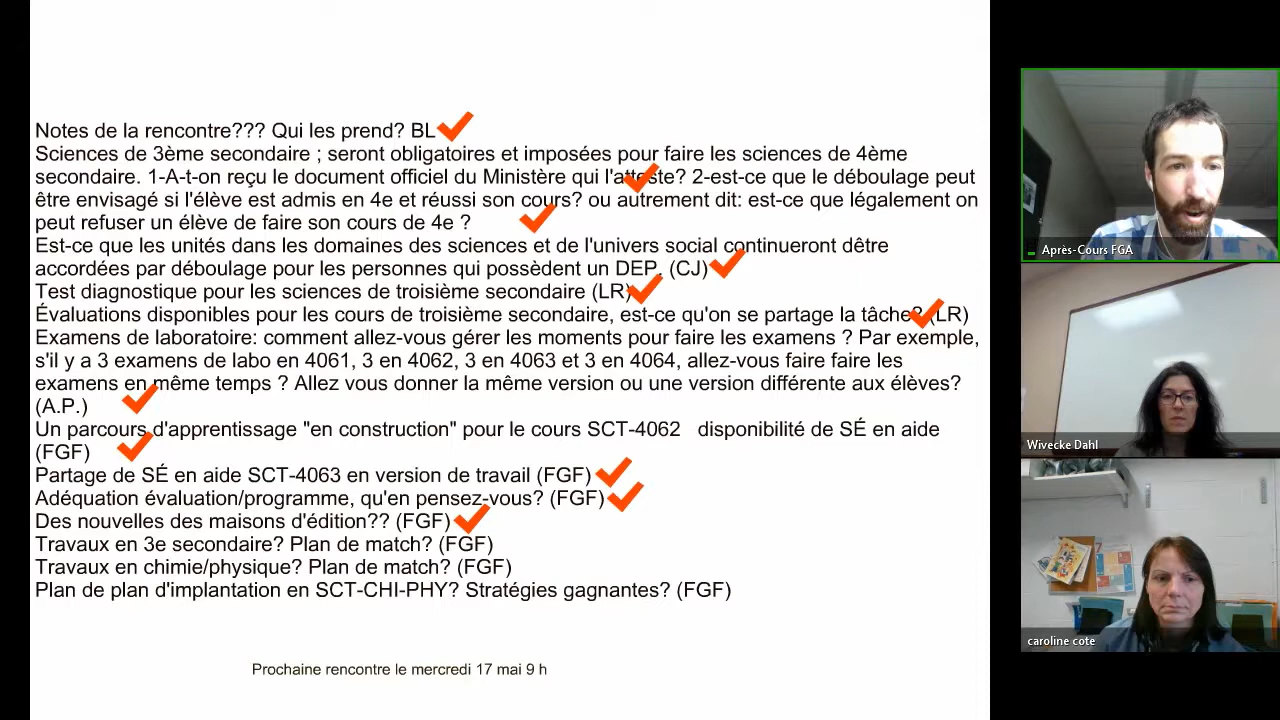 Notes de la rencontre??? Qui les prend? BL
Sciences de 3ème secondaire ; seront obligatoires et imposées pour faire les sciences de 4ème
secondaire. 1-A-t-on reçu le document officiel du Ministère qui l'atteste? 2-est-ce que le déboulage peut
être envisagé si l'élève est admis en 4e et réussi son cours? ou autrement dit: est-ce que légalement on
peut refuser un élève de faire son cours de 4e ?
Est-ce que les unités dans les domaines des sciences et de l'univers social continueront dêtre
accordées par déboulage pour les personnes qui possèdent un DEP. (CJ)
Test diagnostique pour les sciences de troisième secondaire (LR)
Évaluations disponibles pour les cours de troisième secondaire, est-ce qu'on se partage la tâche? (LR)
Examens de laboratoire: comment allez-vous gérer les moments pour faire les examens ? Par exemple,
s'il y a 3 examens de labo en 4061, 3 en 4062, 3 en 4063 et 3 en 4064, allez-vous faire faire les
examens en même temps ? Allez vous donner la même version ou une version différente aux élèves?
(A.P.)
Un parcours d'apprentissage "en construction" pour le cours SCT-4062 disponibilité de SÉ en aide
(FGF)
Partage de SÉ en aide SCT-4063 en version de travail (FGF)
Adéquation évaluation/programme, qu'en pensez-vous? (FGF)
Des nouvelles des maisons d'édition?? (FGF)
Travaux en 3e secondaire? Plan de match? (FGF)
Travaux en chimie/physique? Plan de match? (FGF)
Plan de plan d'implantation en SCT-CHI-PHY? Stratégies gagnantes? (FGF)
Prochaine rencontre le mercredi 17 mai 9 h
Après-Cours FGA
Wivecke Dahl
caroline cote